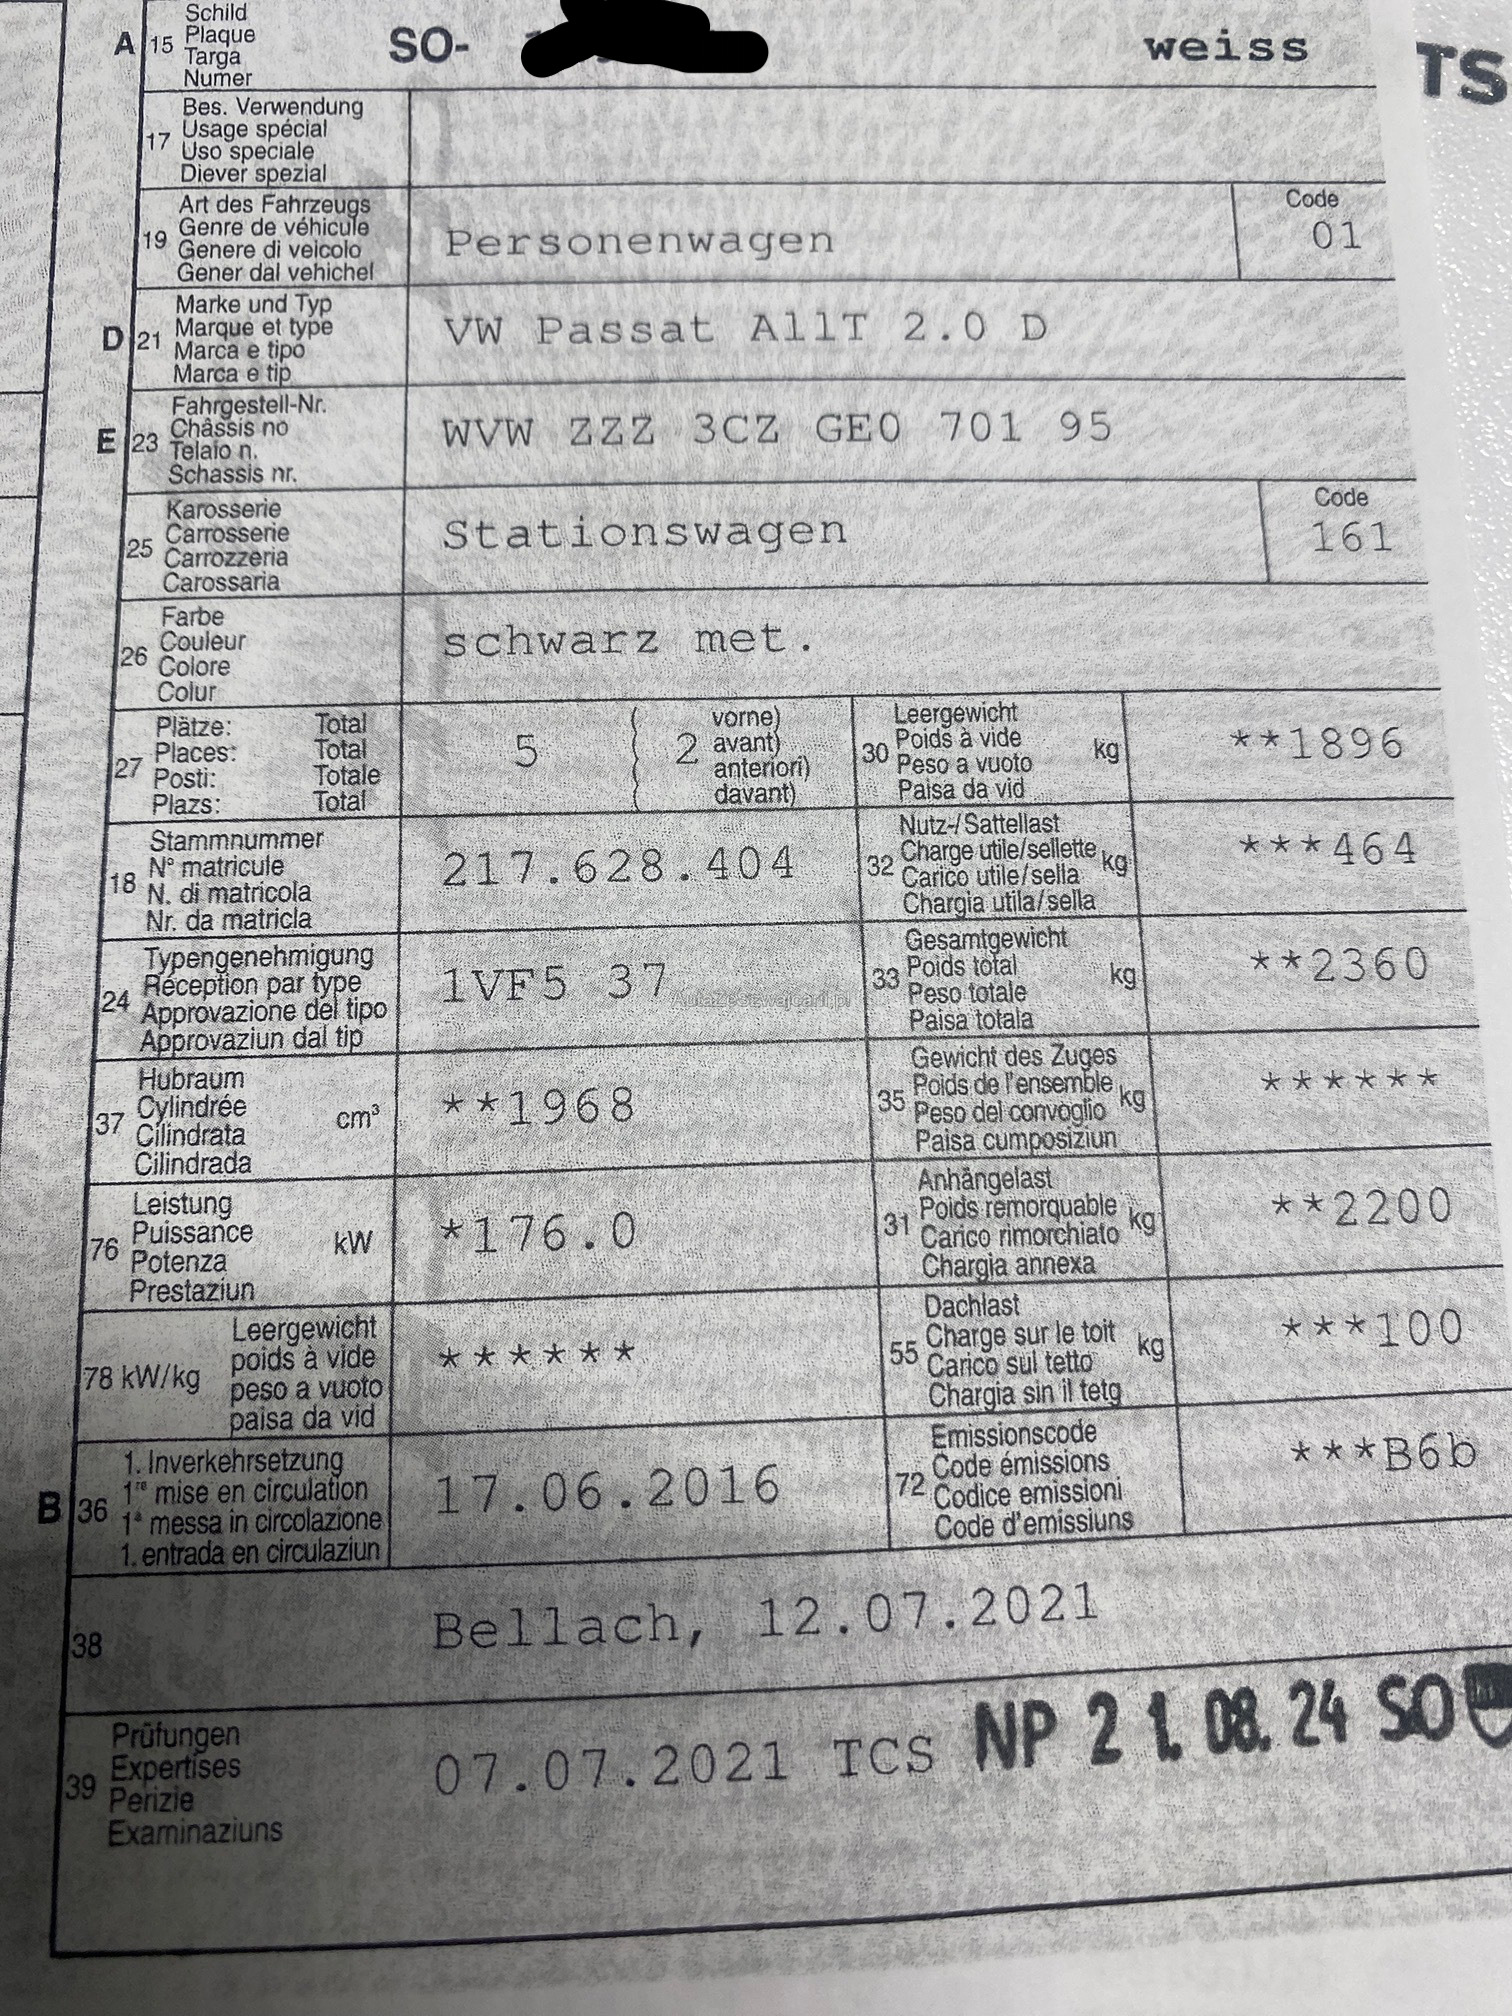 A 15 Schild
Plaque
Targa
Numer
SO-
weiss
TS
17 Bes. Verwendung
Usage spécial
Uso speciale
Diever spezial
19 Art des Fahrzeugs
Genre de véhicule
Genere di veicolo
Gener dal vehichel
Personenwagen
Code
01
D 21 Marke und Typ
Marque et type
Marca e tipo
Marca e tip
VW Passat AllT 2.0 D
E 23 Fahrgestell-Nr.
Châssis no
Telaio n.
Schassis nr.
WVW ZZZ 3CZ GE0 701 95
25 Karosserie
Carrosserie
Carrozzeria
Carossaria
Stationswagen
Code
161
26 Farbe
Couleur
Colore
Colur
schwarz met.
27 Plätze: Total
Places: Total
Posti: Totale
Plazs: Total
5 ( 2 vorne)
avant)
anteriori)
davant)
30 Leergewicht
Poids à vide kg
Peso a vuoto
Paisa da vid
**1896
18 Stammnummer
N° matricule
N. di matricola
Nr. da matricla
217.628.404
32 Nutz-/Sattellast
Charge utile/sellette kg
Carico utile/sella
Chargia utila/sella
***464
24 Typengenehmigung
Réception par type
Approvazione del tipo
Approvaziun dal tip
1VF5 37
AutaZeSzwajcarii.pl
33 Gesamtgewicht
Poids total kg
Peso totale
Paisa totala
**2360
37 Hubraum
Cylindrée cm³
Cilindrata
Cilindrada
**1968
35 Gewicht des Zuges
Poids de l'ensemble kg
Peso del convoglio
Paisa cumposiziun
******
76 Leistung
Puissance kW
Potenza
Prestaziun
*176.0
31 Anhängelast
Poids remorquable kg
Carico rimorchiato
Chargia annexa
**2200
78 kW/kg Leergewicht
poids à vide
peso a vuoto
paisa da vid
******
55 Dachlast
Charge sur le toit kg
Carico sul tetto
Chargia sin il tetg
***100
B 36 1. Inverkehrsetzung
1re mise en circulation
1a messa in circolazione
1. entrada en circulaziun
17.06.2016
72 Emissionscode
Code émissions
Codice emissioni
Code d'emissiuns
***B6b
38 Bellach, 12.07.2021
39 Prüfungen
Expertises
Perizie
Examinaziuns
07.07.2021 TCS NP 21.08.24 SO